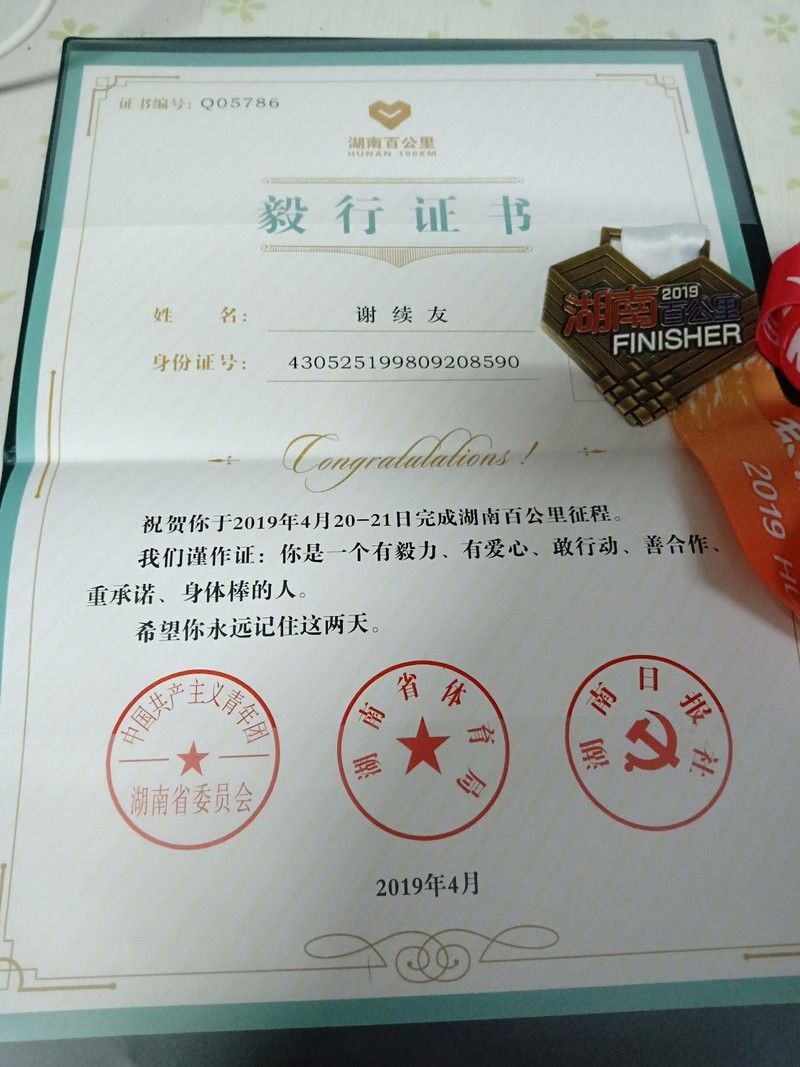 证书编号：Q05786
湖南百公里
HUNAN 100KM
毅行证书
姓 名： 谢续友
身份证号： 430525199809208590
湖南 2019 百公里
FINISHER
Congratulations !
祝贺你于2019年4月20-21日完成湖南百公里征程。
我们谨作证：你是一个有毅力、有爱心、敢行动、善合作、
重承诺、身体棒的人。
希望你永远记住这两天。
2019 HU
中国共产主义青年团
湖南省委员会
湖南省体育局
湖南日报社
2019年4月